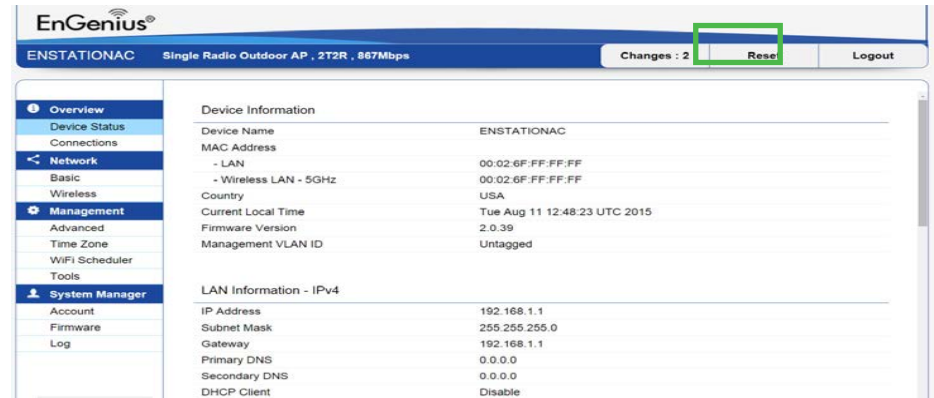 EnGenius®
ENSTATIONAC Single Radio Outdoor AP , 2T2R , 867Mbps Changes : 2 Reset Logout
Overview
Device Status
Connections
Network
Basic
Wireless
Management
Advanced
Time Zone
WiFi Scheduler
Tools
System Manager
Account
Firmware
Log
Device Information
Device Name ENSTATIONAC
MAC Address
- LAN 00:02:6F:FF:FF:FF
- Wireless LAN - 5GHz 00:02:6F:FF:FF:FF
Country USA
Current Local Time Tue Aug 11 12:48:23 UTC 2015
Firmware Version 2.0.39
Management VLAN ID Untagged
LAN Information - IPv4
IP Address 192.168.1.1
Subnet Mask 255.255.255.0
Gateway 192.168.1.1
Primary DNS 0.0.0.0
Secondary DNS 0.0.0.0
DHCP Client Disable